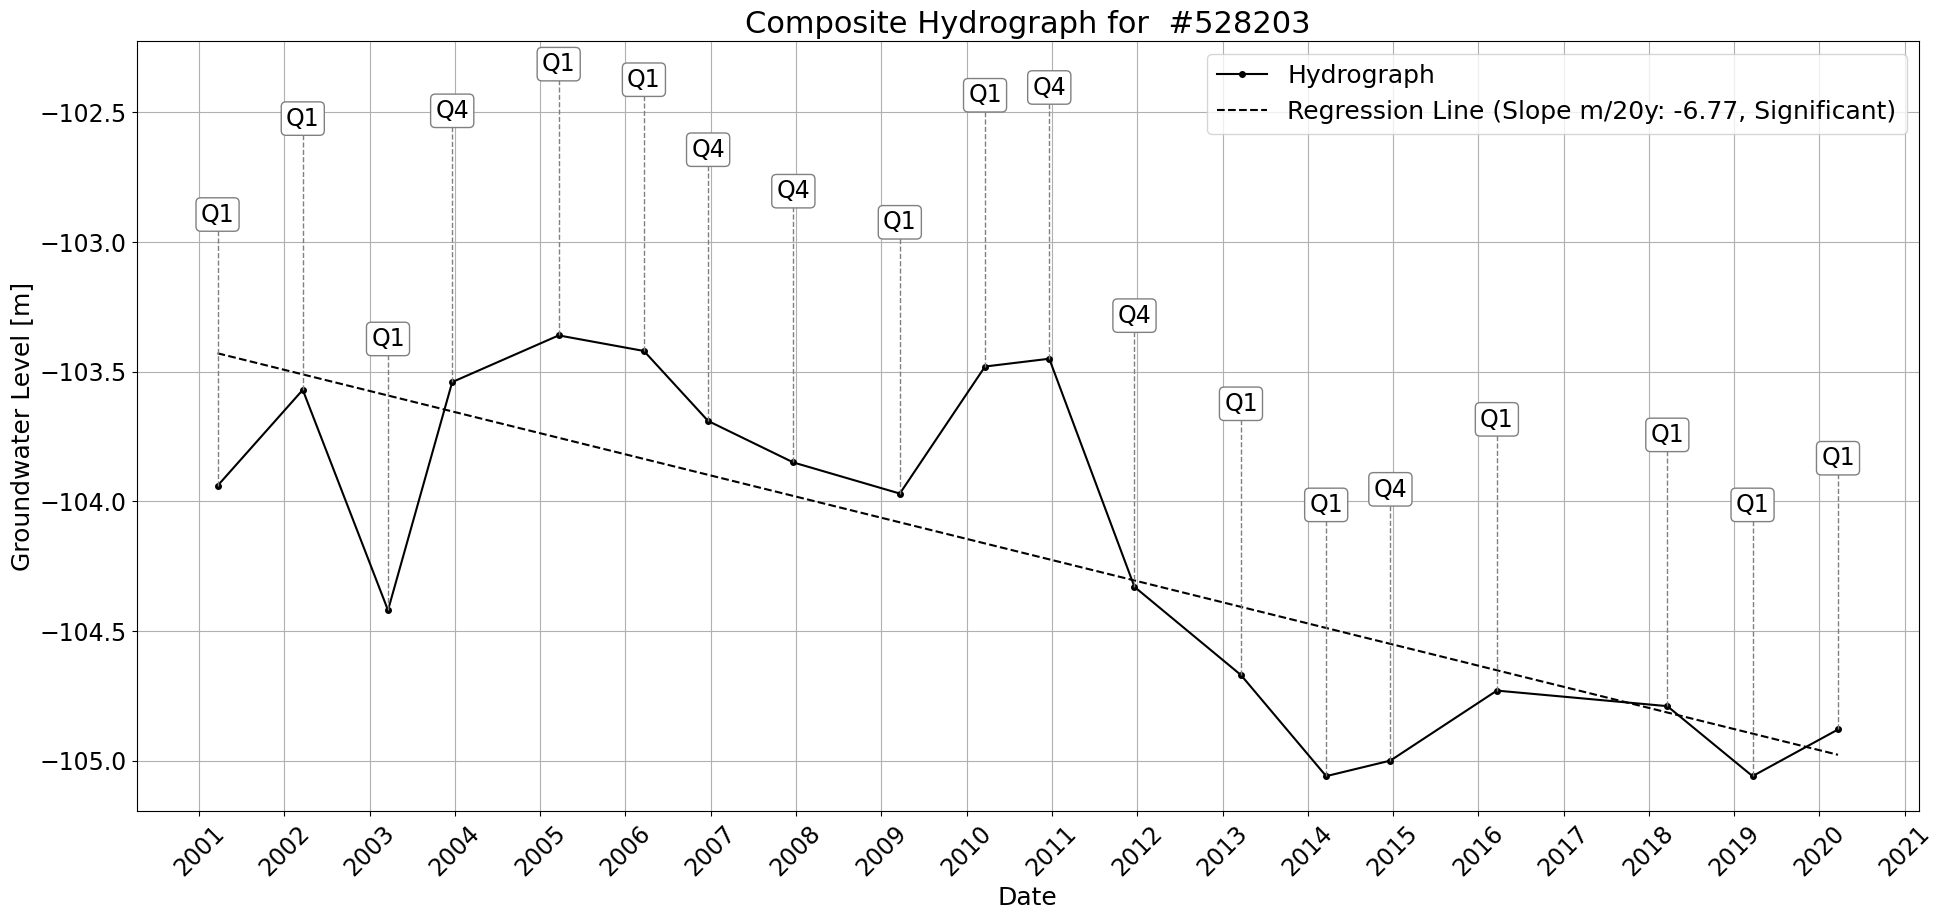 Composite Hydrograph for  #528203
Hydrograph
Regression Line (Slope m/20y: -6.77, Significant)
Q1
Q1
Q1
Q4
Q1
Q1
Q4
Q4
Q1
Q1
Q4
Q4
Q1
Q1
Q4
Q1
Q1
Q1
Q1
Groundwater Level [m]
−102.5
−103.0
−103.5
−104.0
−104.5
−105.0
2001
2002
2003
2004
2005
2006
2007
2008
2009
2010
2011
2012
2013
2014
2015
2016
2017
2018
2019
2020
2021
Date